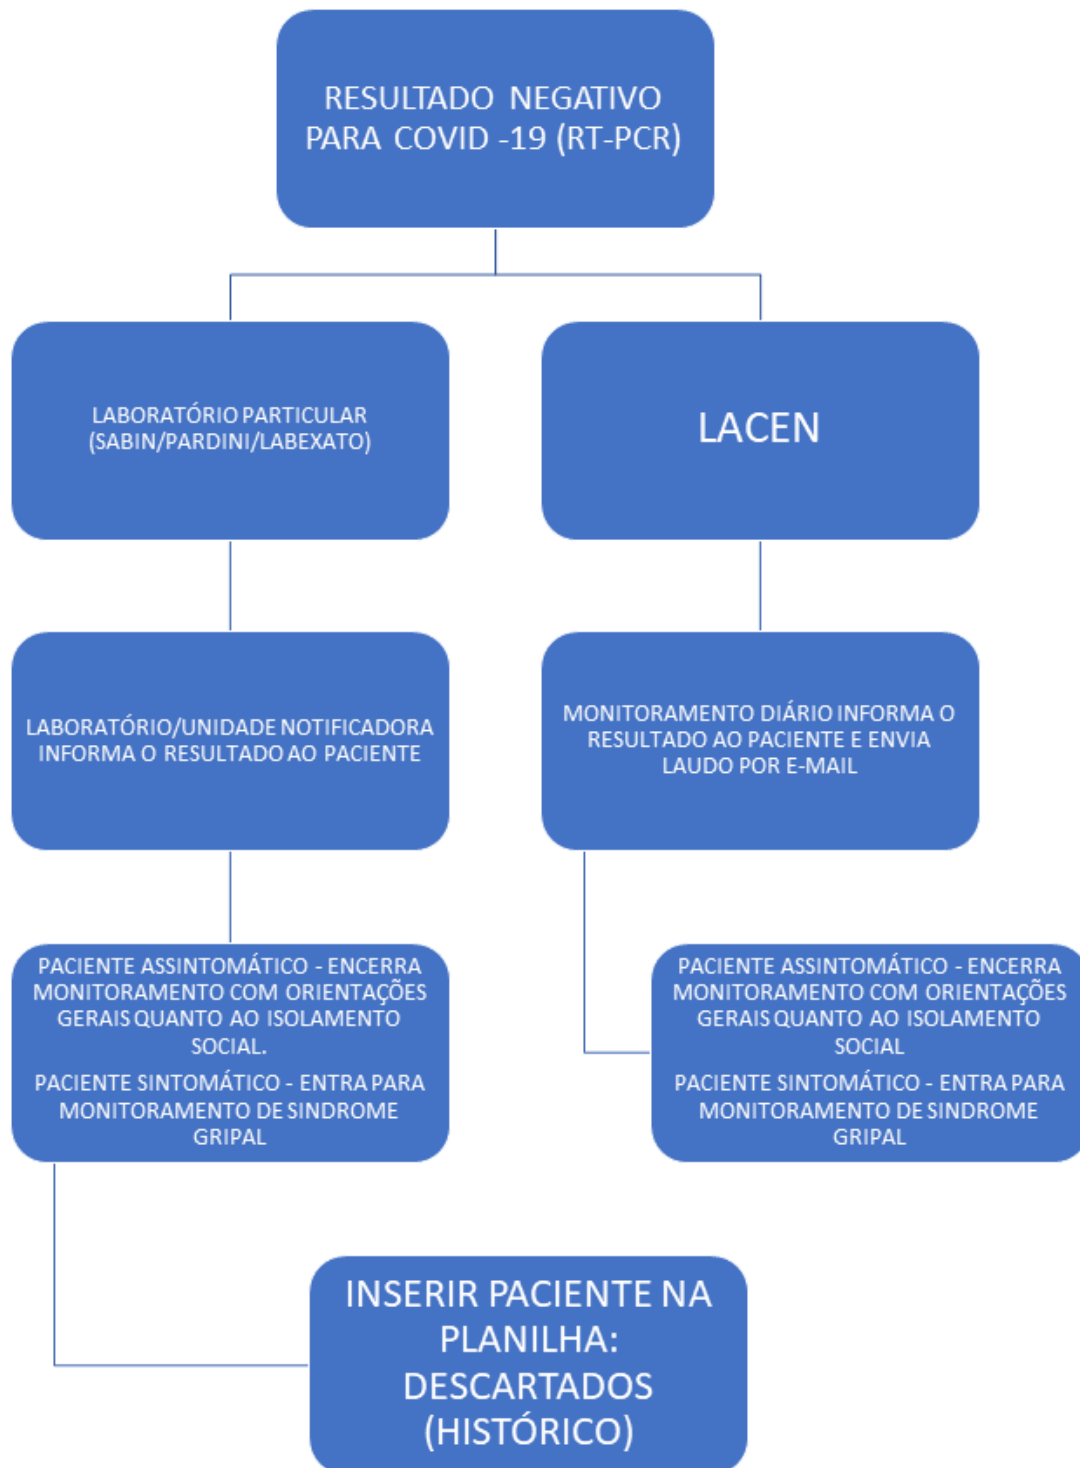 RESULTADO NEGATIVO
PARA COVID -19 (RT-PCR)
LABORATÓRIO PARTICULAR
(SABIN/PARDINI/LABEXATO)
LACEN
LABORATÓRIO/UNIDADE NOTIFICADORA
INFORMA O RESULTADO AO PACIENTE
MONITORAMENTO DIÁRIO INFORMA O
RESULTADO AO PACIENTE E ENVIA
LAUDO POR E-MAIL
PACIENTE ASSINTOMÁTICO - ENCERRA
MONITORAMENTO COM ORIENTAÇÕES
GERAIS QUANTO AO ISOLAMENTO
SOCIAL.
PACIENTE SINTOMÁTICO - ENTRA PARA
MONITORAMENTO DE SINDROME
GRIPAL
PACIENTE ASSINTOMÁTICO - ENCERRA
MONITORAMENTO COM ORIENTAÇÕES
GERAIS QUANTO AO ISOLAMENTO
SOCIAL
PACIENTE SINTOMÁTICO - ENTRA PARA
MONITORAMENTO DE SINDROME
GRIPAL
INSERIR PACIENTE NA
PLANILHA:
DESCARTADOS
(HISTÓRICO)